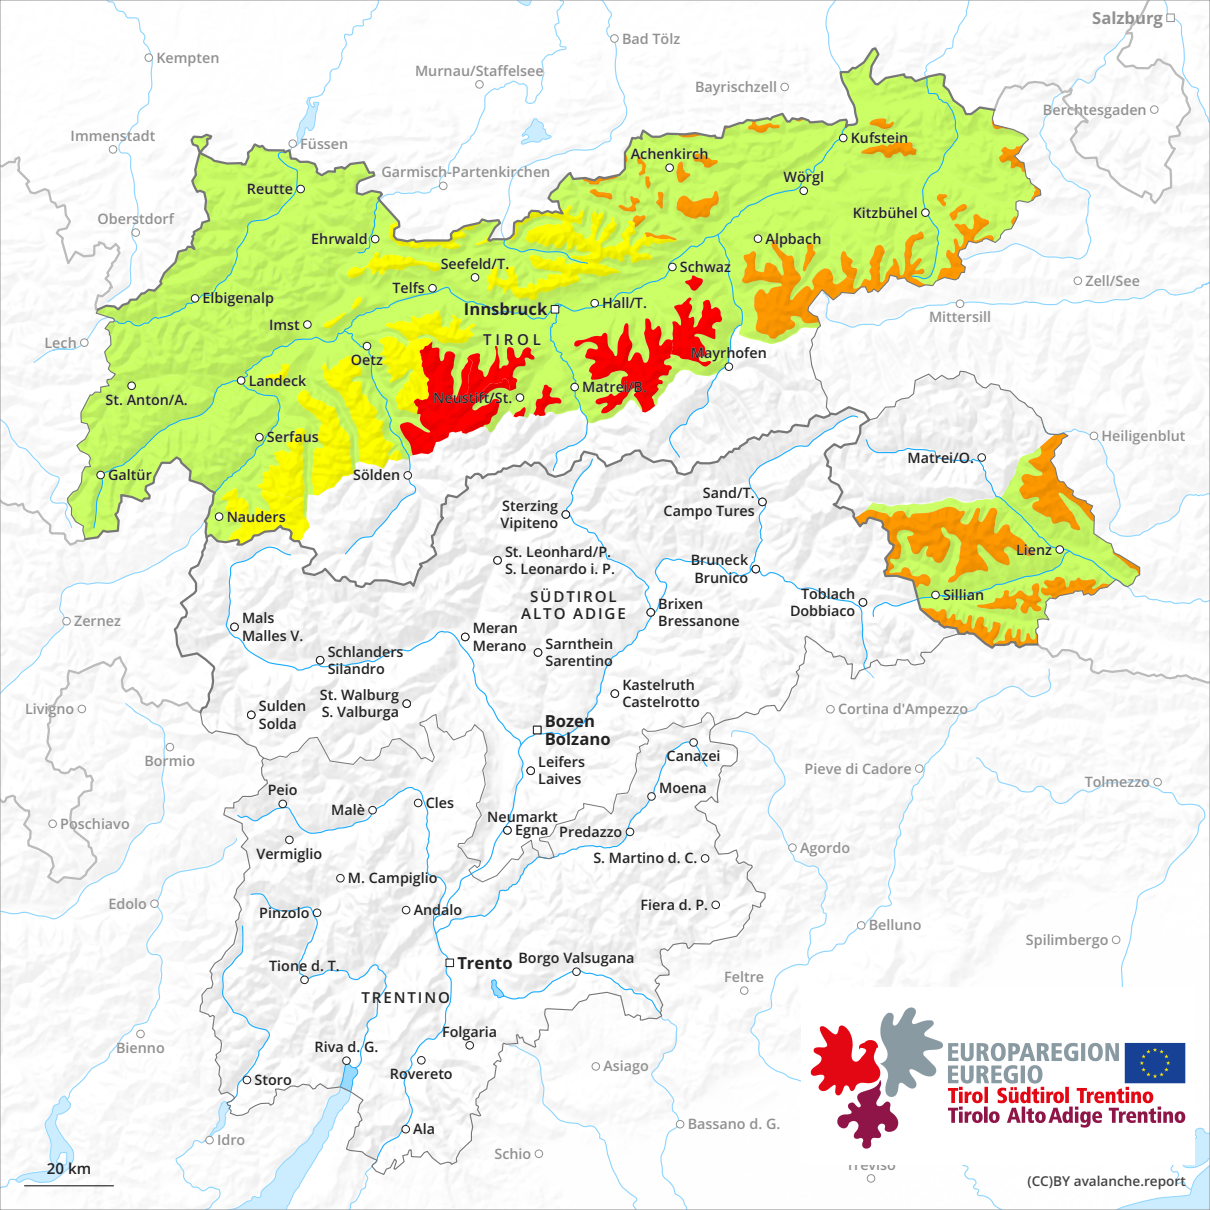 Salzburg
Bad Tölz
Kempten
Murnau/Staffelsee
Bayrischzell
Berchtesgaden
Immenstadt
Füssen
Kufstein
Achenkirch
Garmisch-Partenkirchen
Wörgl
Reutte
Kitzbühel
Oberstdorf
Ehrwald
Alpbach
Seefeld/T.
Schwaz
Zell/See
Telfs
Elbigenalp
Hall/T.
Innsbruck
Mittersill
Imst
TIROL
Lech
Mayrhofen
Oetz
Landeck
Matrei/B.
St. Anton/A.
Neustift/St.
Serfaus
Heiligenblut
Matrei/O.
Galtür
Sölden
Sand/T.
Campo Tures
Sterzing
Vipiteno
Nauders
St. Leonhard/P.
S. Leonardo i. P.
Lienz
Bruneck
Brunico
SÜDTIROL
ALTO ADIGE
Toblach
Dobbiaco
Sillian
Brixen
Bressanone
Zernez
Mals
Malles V.
Meran
Merano
Sarnthein
Sarentino
Schlanders
Silandro
Kastelruth
Castelrotto
St. Walburg
S. Valburga
Sulden
Solda
Livigno
Cortina d'Ampezzo
Bozen
Bolzano
Bormio
Canazei
Leifers
Laives
Pieve di Cadore
Tolmezzo
Peio
Moena
Malè
Cles
Neumarkt
Egna
Predazzo
Poschiavo
Vermiglio
Agordo
S. Martino d. C.
M. Campiglio
Edolo
Pinzolo
Andalo
Fiera d. P.
Belluno
Spilimbergo
Trento
Borgo Valsugana
Tione d. T.
Feltre
TRENTINO
Folgaria
Bienno
Riva d. G.
EUROPAREGION
EUREGIO
Tirol Südtirol Trentino
Tirolo Alto Adige Trentino
Rovereto
Asiago
Storo
Ala
Bassano d. G.
Idro
Schio
Treviso
20 km
(CC)BY avalanche.report